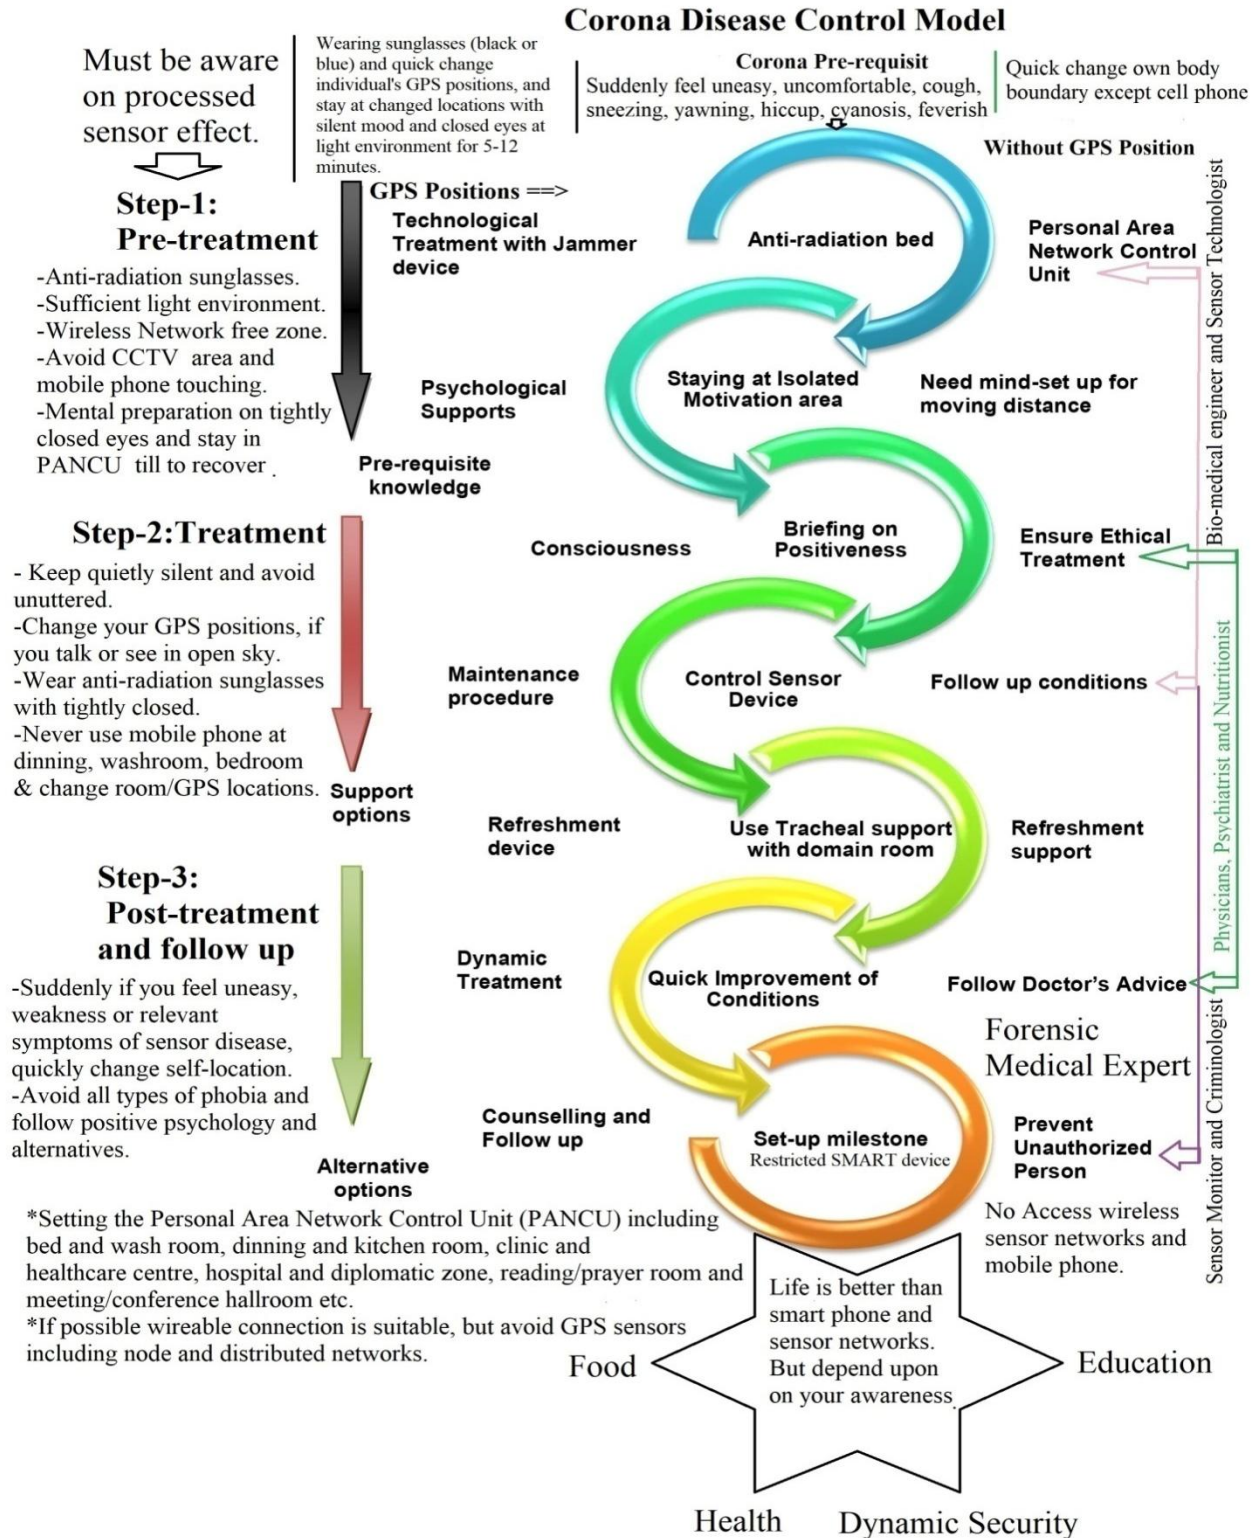 Corona Disease Control Model
Must be aware
on processed
sensor effect.
Wearing sunglasses (black or
blue) and quick change
individual's GPS positions, and
stay at changed locations with
silent mood and closed eyes at
light environment for 5-12
minutes.
Corona Pre-requisit
Suddenly feel uneasy, uncomfortable, cough,
sneezing, yawning, hiccup, cyanosis, feverish
Quick change own body
boundary except cell phone
Without GPS Position
GPS Positions ==>
Step-1:
Pre-treatment
-Anti-radiation sunglasses.
-Sufficient light environment.
-Wireless Network free zone.
-Avoid CCTV area and
mobile phone touching.
-Mental preparation on tightly
closed eyes and stay in
PANCU till to recover .
Technological
Treatment with Jammer
device
Anti-radiation bed
Personal Area
Network Control
Unit
Psychological
Supports
Staying at Isolated
Motivation area
Need mind-set up for
moving distance
Pre-requisite
knowledge
Step-2:Treatment
- Keep quietly silent and avoid
unuttered.
-Change your GPS positions, if
you talk or see in open sky.
-Wear anti-radiation sunglasses
with tightly closed.
-Never use mobile phone at
dinning, washroom, bedroom
& change room/GPS locations.
Consciousness
Briefing on
Positiveness
Ensure Ethical
Treatment
Maintenance
procedure
Control Sensor
Device
Follow up conditions
Support
options
Refreshment
device
Use Tracheal support
with domain room
Refreshment
support
Step-3:
Post-treatment
and follow up
-Suddenly if you feel uneasy,
weakness or relevant
symptoms of sensor disease,
quickly change self-location.
-Avoid all types of phobia and
follow positive psychology and
alternatives.
Dynamic
Treatment
Quick Improvement of
Conditions
Follow Doctor's Advice
Forensic
Medical Expert
Counselling and
Follow up
Set-up milestone
Restricted SMART device
Prevent
Unauthorized
Person
Alternative
options
No Access wireless
sensor networks and
mobile phone.
Bio-medical engineer and Sensor Technologist
Physicians, Psychiatrist and Nutritionist
Sensor Monitor and Criminologist
*Setting the Personal Area Network Control Unit (PANCU) including
bed and wash room, dinning and kitchen room, clinic and
healthcare centre, hospital and diplomatic zone, reading/prayer room and
meeting/conference hallroom etc.
*If possible wireable connection is suitable, but avoid GPS sensors
including node and distributed networks.
Life is better than
smart phone and
sensor networks.
But depend upon
on your awareness.
Food
Education
Health
Dynamic Security